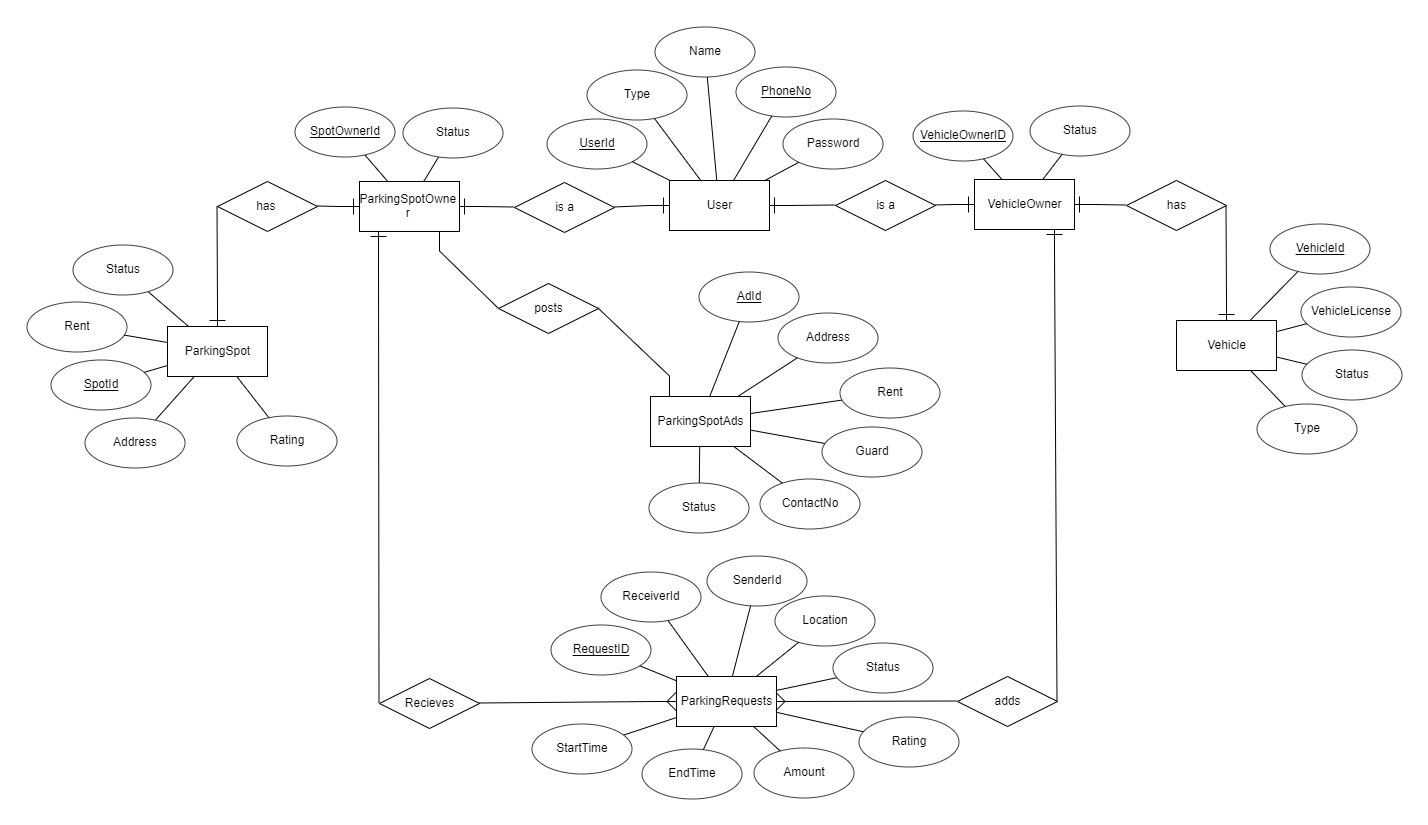 Name
Type
PhoneNo
UserId
Password
SpotOwnerId
Status
VehicleOwnerID
Status
has
ParkingSpotOwne
r
is a
User
is a
VehicleOwner
has
Status
Rent
SpotId
Address
Rating
ParkingSpot
posts
AdId
Address
Rent
Guard
ContactNo
Status
ParkingSpotAds
VehicleId
VehicleLicense
Status
Type
Vehicle
SenderId
ReceiverId
Location
RequestID
Status
Recieves
ParkingRequests
adds
StartTime
EndTime
Amount
Rating